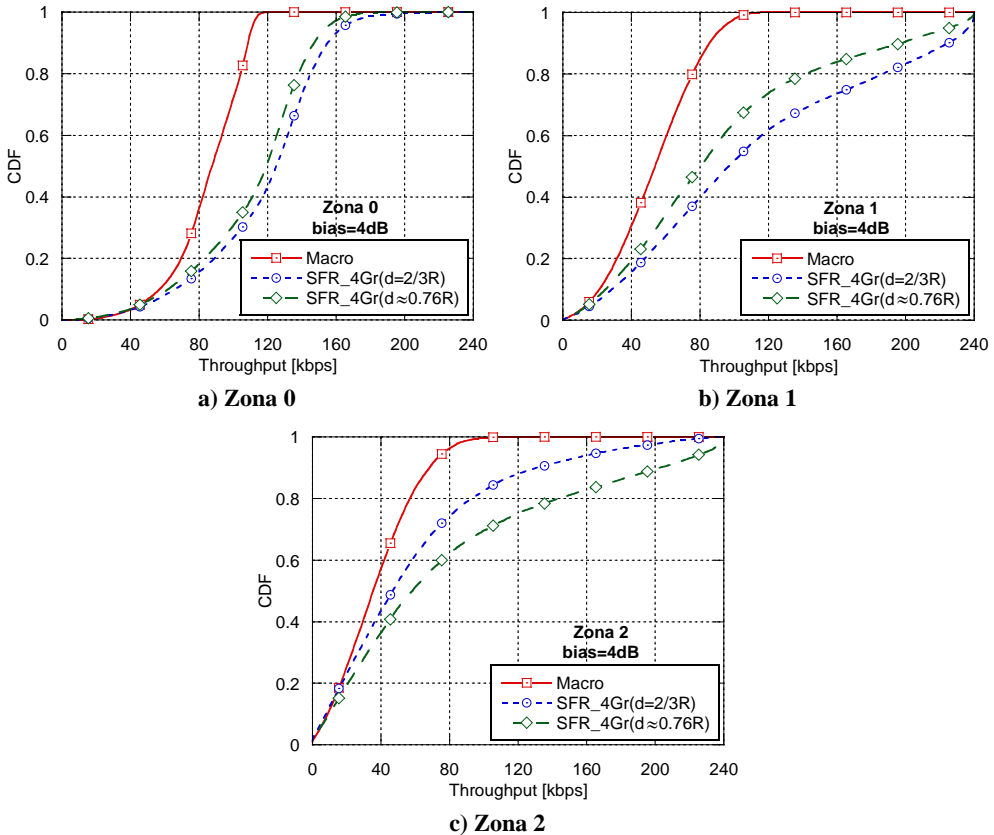 1
0.8
0.6
0.4
0.2
0
CDF
0 40 80 120 160 200 240
Throughput [kbps]
Zona 0
bias=4dB
Macro
SFR_4Gr(d=2/3R)
SFR_4Gr(d≈0.76R)
a) Zona 0
1
0.8
0.6
0.4
0.2
0
CDF
0 40 80 120 160 200 240
Throughput [kbps]
Zona 1
bias=4dB
Macro
SFR_4Gr(d=2/3R)
SFR_4Gr(d≈0.76R)
b) Zona 1
1
0.8
0.6
0.4
0.2
0
CDF
0 40 80 120 160 200 240
Throughput [kbps]
Zona 2
bias=4dB
Macro
SFR_4Gr(d=2/3R)
SFR_4Gr(d≈0.76R)
c) Zona 2